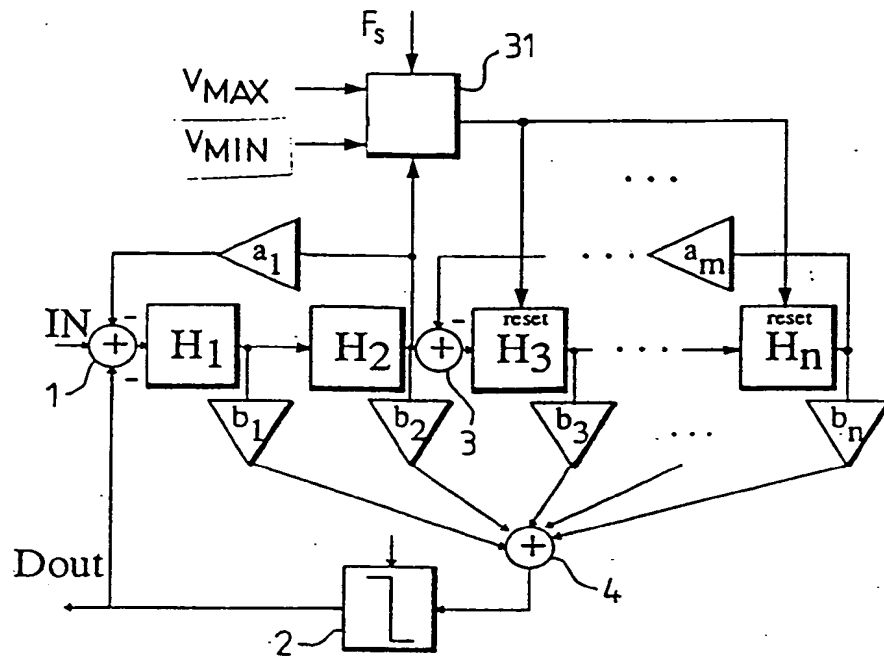 Fs
31
VMAX
VMIN
. . .
a1
. . .
am
IN
+
-
-
1
H1
H2
+
-
3
reset
H3
. . .
reset
Hn
b1
b2
b3
. . .
bn
+
4
Dout
2